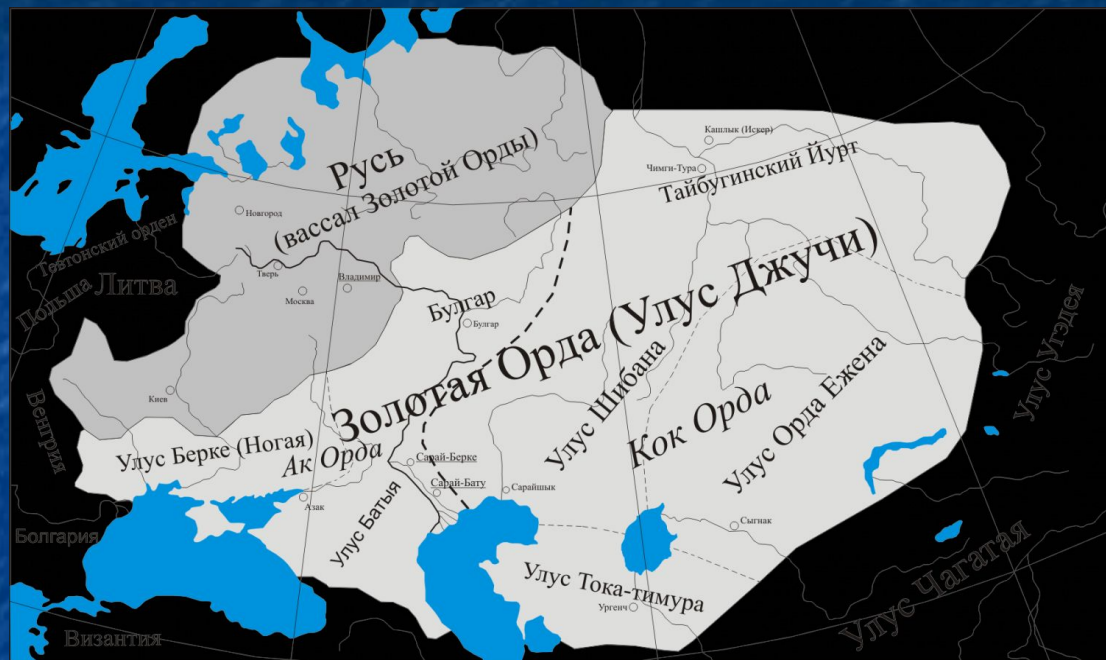 Кашлык (Искер)
Чимги-Тура
Тайбугинский Йурт
Русь
(вассал Золотой Орды)
Новгород
Тевтонский орден
Тверь
Владимир
Польша
Литва
Москва
Булгар
Булгар
Золотая Орда (Улус Джучи)
Улус Угэдея
Киев
Венгрия
Улус Шибана
Кок Орда
Улус Орда Ежена
Улус Берке (Ногая)
Ак Орда
Сарай-Берке
Сарай-Бату
Сарайшык
Азак
Улус Батыя
Сыгнак
Болгария
Улус Чагатая
Улус Тока-тимура
Ургенч
Византия